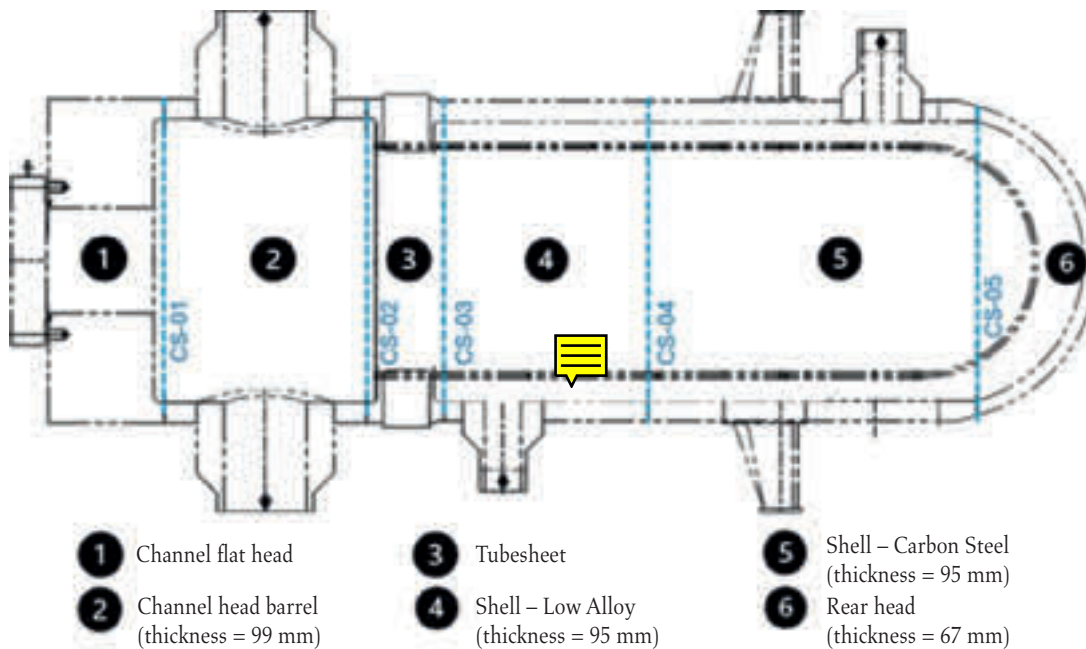 1
2
3
4
5
6
CS-01
CS-02
CS-03
CS-04
CS-05
1 Channel flat head
2 Channel head barrel
(thickness = 99 mm)
3 Tubesheet
4 Shell – Low Alloy
(thickness = 95 mm)
5 Shell – Carbon Steel
(thickness = 95 mm)
6 Rear head
(thickness = 67 mm)